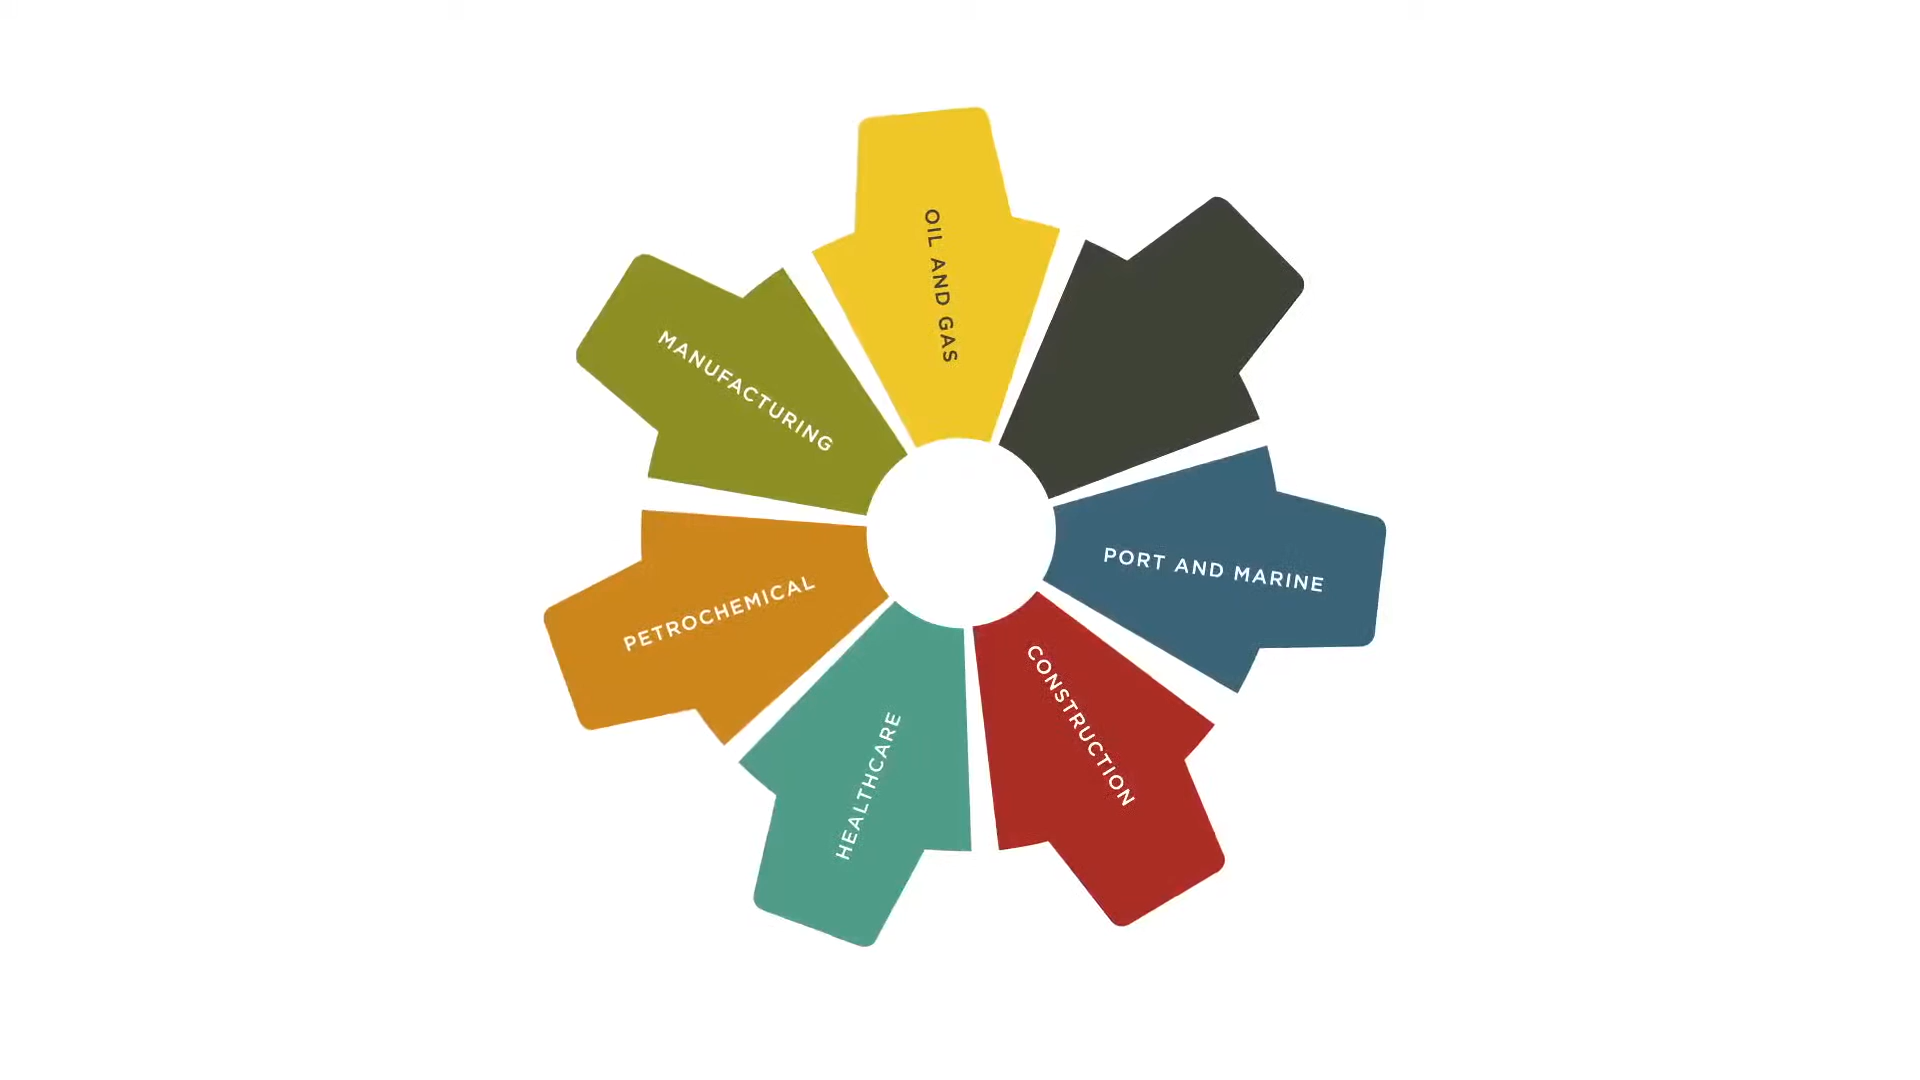 OIL AND GAS
PORT AND MARINE
CONSTRUCTION
HEALTHCARE
PETROCHEMICAL
MANUFACTURING